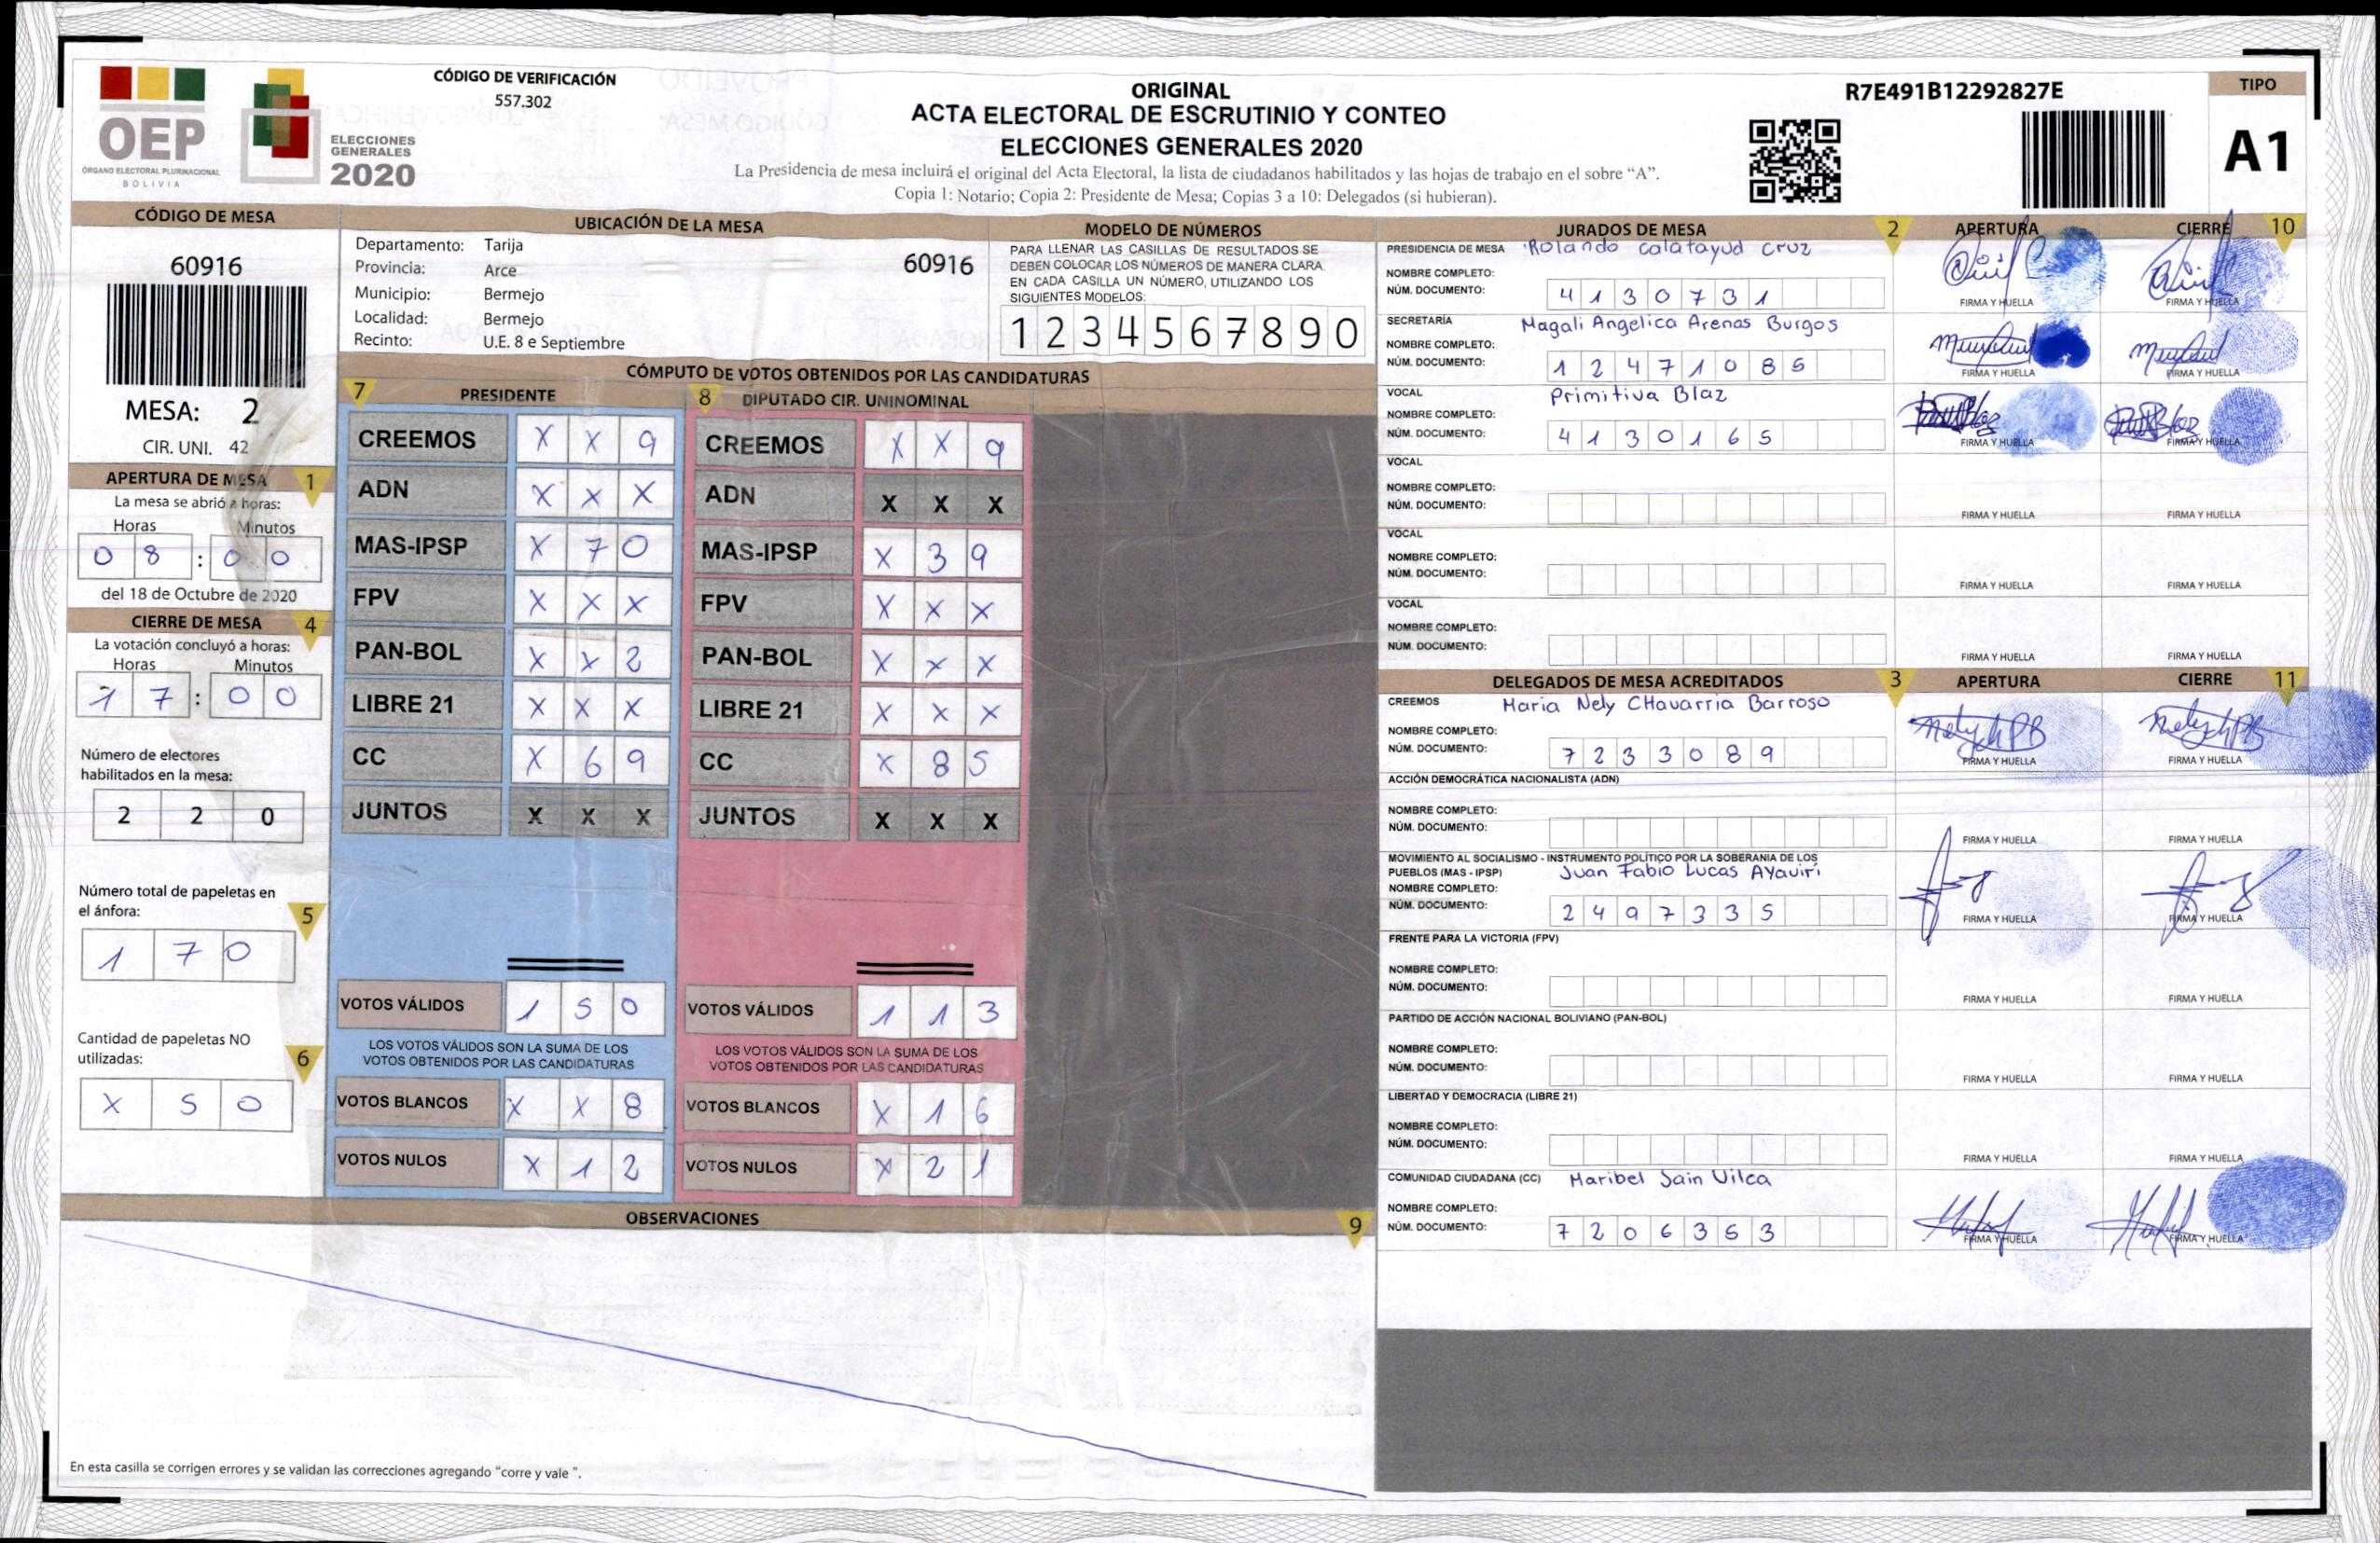 OEP
ÓRGANO ELECTORAL PLURINACIONAL
BOLIVIA
ELECCIONES
GENERALES
2020
CÓDIGO DE VERIFICACIÓN
557.302
ORIGINAL
ACTA ELECTORAL DE ESCRUTINIO Y CONTEO
ELECCIONES GENERALES 2020
La Presidencia de mesa incluirá el original del Acta Electoral, la lista de ciudadanos habilitados y las hojas de trabajo en el sobre “A”.
Copia 1: Notario; Copia 2: Presidente de Mesa; Copias 3 a 10: Delegados (si hubieran).
R7E491B12292827E
TIPO
A1
CÓDIGO DE MESA
60916
MESA: 2
CIR. UNI. 42
APERTURA DE MESA 1
La mesa se abrió a horas:
Horas Minutos
0 8 : 0 0
del 18 de Octubre de 2020
CIERRE DE MESA 4
La votación concluyó a horas:
Horas Minutos
1 7 : 0 0
Número de electores
habilitados en la mesa:
2 2 0
Número total de papeletas en
el ánfora: 5
1 7 0
Cantidad de papeletas NO
utilizadas: 6
X 5 0
UBICACIÓN DE LA MESA
Departamento: Tarija
Provincia: Arce 60916
Municipio: Bermejo
Localidad: Bermejo
Recinto: U.E. 8 e Septiembre
MODELO DE NÚMEROS
PARA LLENAR LAS CASILLAS DE RESULTADOS SE
DEBEN COLOCAR LOS NÚMEROS DE MANERA CLARA
EN CADA CASILLA UN NÚMERO, UTILIZANDO LOS
SIGUIENTES MODELOS:
1 2 3 4 5 6 7 8 9 0
CÓMPUTO DE VOTOS OBTENIDOS POR LAS CANDIDATURAS
7 PRESIDENTE
CREEMOS X X 9
ADN X X X
MAS-IPSP X 7 0
FPV X X X
PAN-BOL X X 2
LIBRE 21 X X X
CC X 6 9
JUNTOS X X X
VOTOS VÁLIDOS 1 5 0
LOS VOTOS VÁLIDOS SON LA SUMA DE LOS
VOTOS OBTENIDOS POR LAS CANDIDATURAS
VOTOS BLANCOS X X 8
VOTOS NULOS X 1 2
8 DIPUTADO CIR. UNINOMINAL
CREEMOS X X 9
ADN X X X
MAS-IPSP X 3 9
FPV X X X
PAN-BOL X X X
LIBRE 21 X X X
CC X 8 5
JUNTOS X X X
VOTOS VÁLIDOS 1 1 3
LOS VOTOS VÁLIDOS SON LA SUMA DE LOS
VOTOS OBTENIDOS POR LAS CANDIDATURAS
VOTOS BLANCOS X 1 6
VOTOS NULOS X 2 1
OBSERVACIONES 9
En esta casilla se corrigen errores y se validan las correcciones agregando “corre y vale ”.
JURADOS DE MESA 2 APERTURA CIERRE 10
PRESIDENCIA DE MESA Rolando Calatayud Cruz
NOMBRE COMPLETO:
NÚM. DOCUMENTO: 4 1 3 0 7 3 1
FIRMA Y HUELLA FIRMA Y HUELLA
SECRETARÍA Magali Angelica Arenas Burgos
NOMBRE COMPLETO:
NÚM. DOCUMENTO: 1 2 4 7 1 0 8 5
FIRMA Y HUELLA FIRMA Y HUELLA
VOCAL Primitiva Blaz
NOMBRE COMPLETO:
NÚM. DOCUMENTO: 4 1 3 0 1 6 5
FIRMA Y HUELLA FIRMA Y HUELLA
VOCAL
NOMBRE COMPLETO:
NÚM. DOCUMENTO:
FIRMA Y HUELLA FIRMA Y HUELLA
VOCAL
NOMBRE COMPLETO:
NÚM. DOCUMENTO:
FIRMA Y HUELLA FIRMA Y HUELLA
VOCAL
NOMBRE COMPLETO:
NÚM. DOCUMENTO:
FIRMA Y HUELLA FIRMA Y HUELLA
DELEGADOS DE MESA ACREDITADOS 3 APERTURA CIERRE 11
CREEMOS Maria Nely CHavarria Barroso
NOMBRE COMPLETO:
NÚM. DOCUMENTO: 7 2 3 3 0 8 9
FIRMA Y HUELLA FIRMA Y HUELLA
ACCIÓN DEMOCRÁTICA NACIONALISTA (ADN)
NOMBRE COMPLETO:
NÚM. DOCUMENTO:
FIRMA Y HUELLA FIRMA Y HUELLA
MOVIMIENTO AL SOCIALISMO - INSTRUMENTO POLÍTICO POR LA SOBERANIA DE LOS
PUEBLOS (MAS - IPSP) Juan Fabio Lucas Ayaviri
NOMBRE COMPLETO:
NÚM. DOCUMENTO: 2 4 9 7 3 3 5
FIRMA Y HUELLA FIRMA Y HUELLA
FRENTE PARA LA VICTORIA (FPV)
NOMBRE COMPLETO:
NÚM. DOCUMENTO:
FIRMA Y HUELLA FIRMA Y HUELLA
PARTIDO DE ACCIÓN NACIONAL BOLIVIANO (PAN-BOL)
NOMBRE COMPLETO:
NÚM. DOCUMENTO:
FIRMA Y HUELLA FIRMA Y HUELLA
LIBERTAD Y DEMOCRACIA (LIBRE 21)
NOMBRE COMPLETO:
NÚM. DOCUMENTO:
FIRMA Y HUELLA FIRMA Y HUELLA
COMUNIDAD CIUDADANA (CC) Maribel Sain Vilca
NOMBRE COMPLETO:
NÚM. DOCUMENTO: 7 2 0 6 3 5 3
FIRMA Y HUELLA FIRMA Y HUELLA